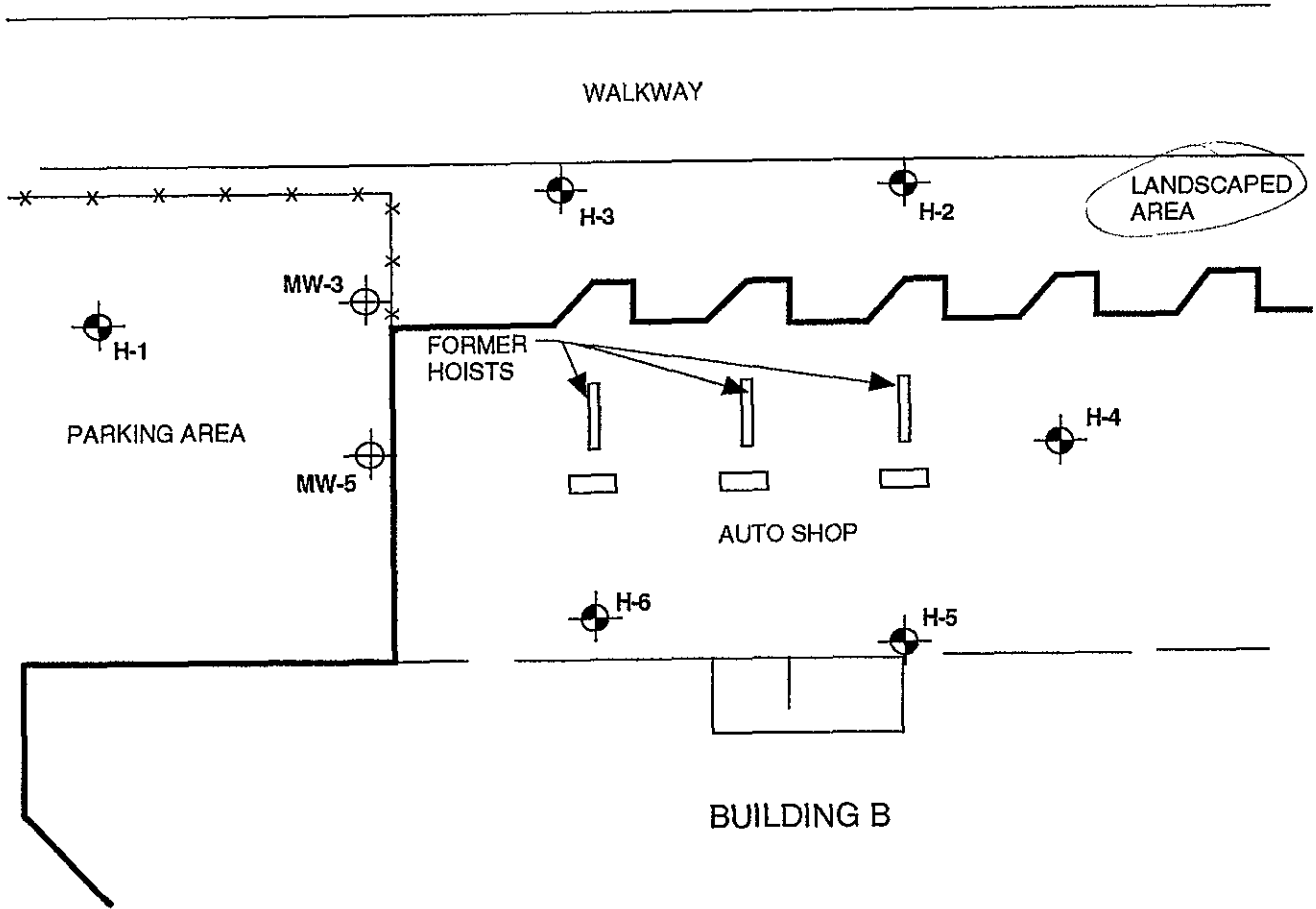 WALKWAY
LANDSCAPED
AREA
H-3
H-2
MW-3
H-1
FORMER
HOISTS
H-4
PARKING AREA
MW-5
AUTO SHOP
H-6
H-5
BUILDING B